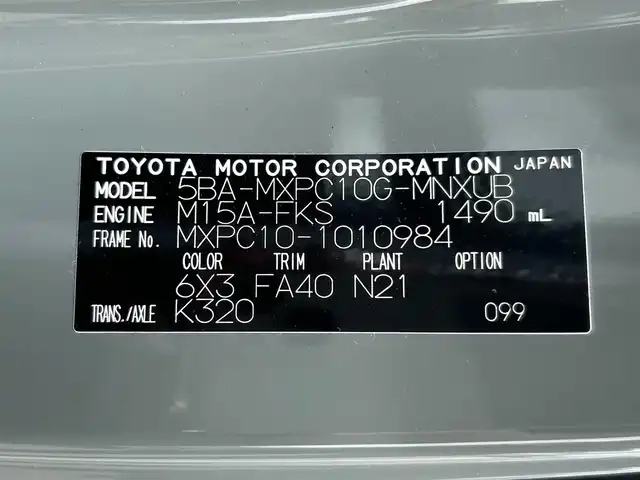 TOYOTA MOTOR CORPORATION JAPAN
MODEL 5BA-MXPC10G-MNXUB
ENGINE M15A-FKS 1490 mL
FRAME No. MXPC10-1010984
COLOR TRIM PLANT OPTION
6X3 FA40 N21
TRANS./AXLE K320 099